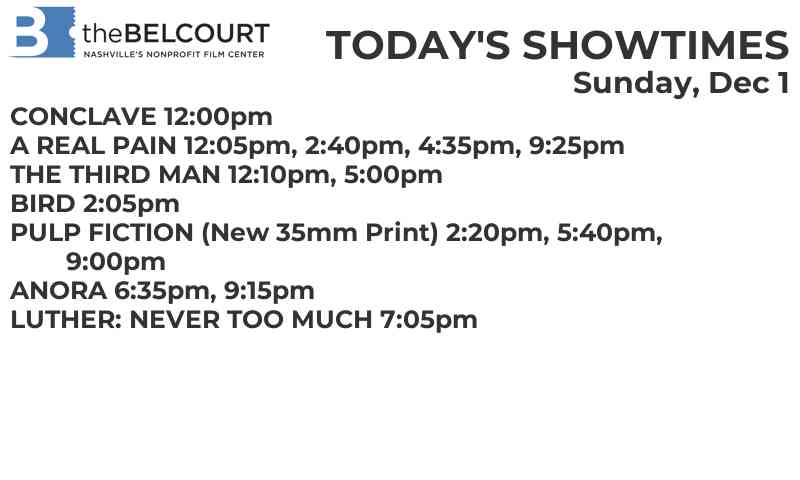 B theBELCOURT
NASHVILLE'S NONPROFIT FILM CENTER
TODAY'S SHOWTIMES
Sunday, Dec 1
CONCLAVE 12:00pm
A REAL PAIN 12:05pm, 2:40pm, 4:35pm, 9:25pm
THE THIRD MAN 12:10pm, 5:00pm
BIRD 2:05pm
PULP FICTION (New 35mm Print) 2:20pm, 5:40pm,
9:00pm
ANORA 6:35pm, 9:15pm
LUTHER: NEVER TOO MUCH 7:05pm